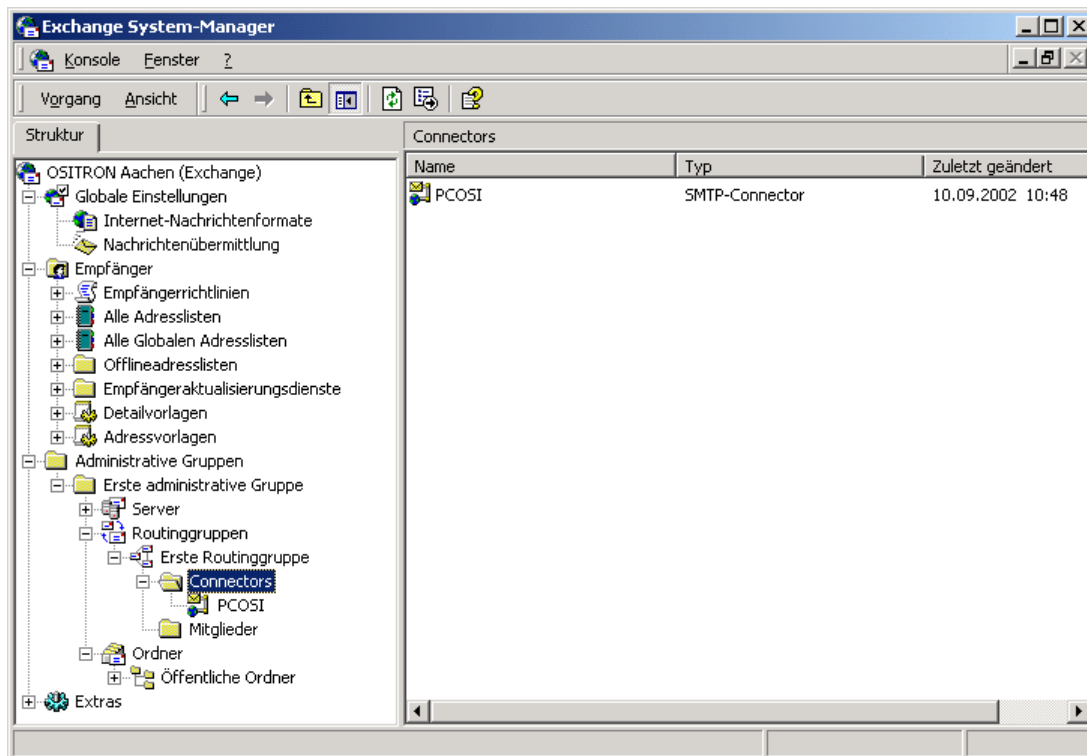 Exchange System-Manager
Konsole Fenster ?
Vorgang Ansicht
Struktur
Connectors
OSITRON Aachen (Exchange)
Globale Einstellungen
Internet-Nachrichtenformate
Nachrichtenübermittlung
Empfänger
Empfängerrichtlinien
Alle Adresslisten
Alle Globalen Adresslisten
Offlineadresslisten
Empfängeraktualisierungsdienste
Detailvorlagen
Adressvorlagen
Administrative Gruppen
Erste administrative Gruppe
Server
Routinggruppen
Erste Routinggruppe
Connectors
PCOSI
Mitglieder
Ordner
Öffentliche Ordner
Extras
Name Typ Zuletzt geändert
PCOSI SMTP-Connector 10.09.2002 10:48